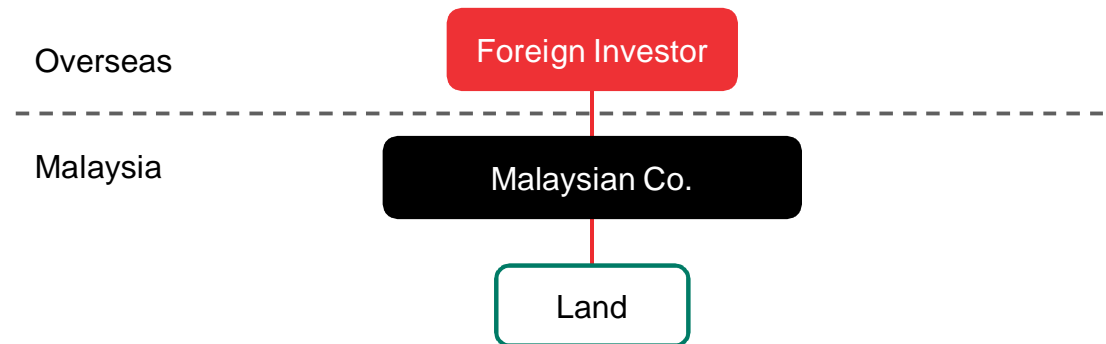 Overseas
Foreign Investor
Malaysia
Malaysian Co.
Land